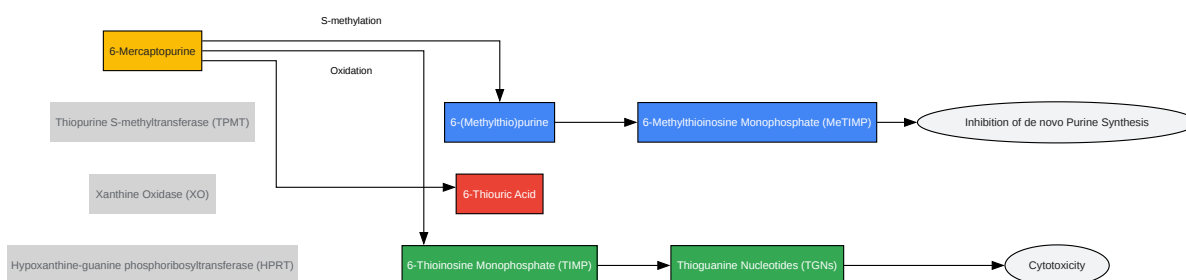 S-methylation
6-Mercaptopurine
Oxidation
Thiopurine S-methyltransferase (TPMT)
6-(Methylthio)purine
6-Methylthioinosine Monophosphate (MeTIMP)
Inhibition of de novo Purine Synthesis
Xanthine Oxidase (XO)
6-Thiouric Acid
Hypoxanthine-guanine phosphoribosyltransferase (HPRT)
6-Thioinosine Monophosphate (TIMP)
Thioguanine Nucleotides (TGNs)
Cytotoxicity